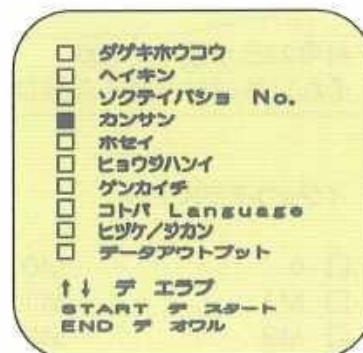 □ ダゲキホウコウ
□ ヘイキン
□ ソクテイバショ No.
■ カンサン
□ ホセイ
□ ヒョウジハンイ
□ ゲンカイチ
□ コトバ Language
□ ヒヅケ/ジカン
□ データアウトプット
↑↓ デ エラブ
START デ スタート
END デ オワル